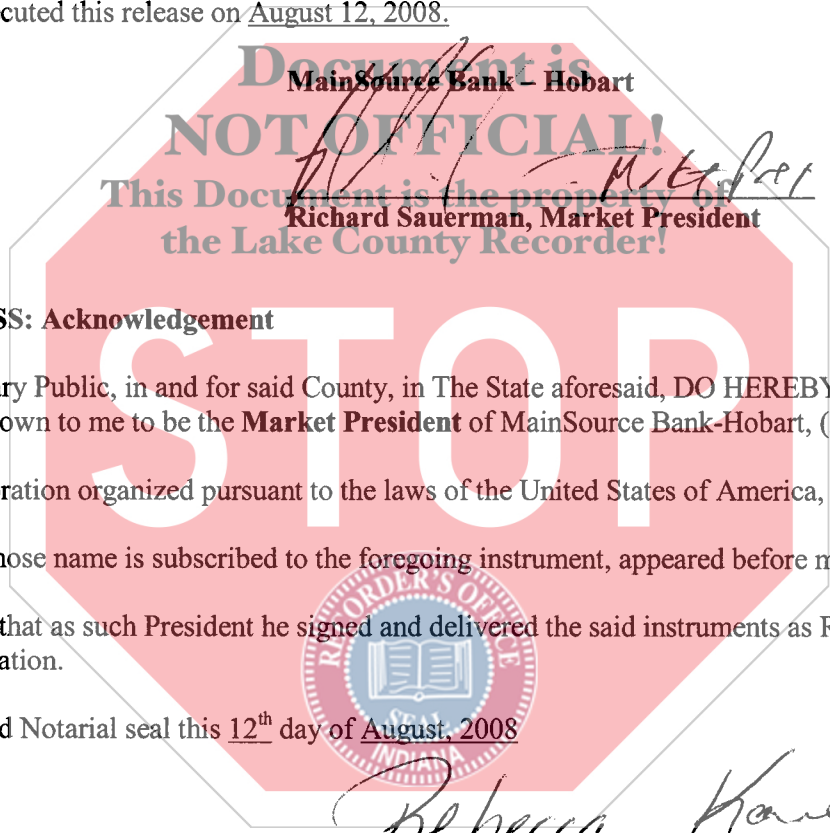 cuted this release on August 12, 2008.
Document is
MainSource Bank – Hobart
NOT OFFICIAL!
Mkt. Pres
This Document is the property of
Richard Sauerman, Market President
the Lake County Recorder!
SS: Acknowledgement
STOP
ry Public, in and for said County, in The State aforesaid, DO HEREBY
own to me to be the Market President of MainSource Bank-Hobart, (
ration organized pursuant to the laws of the United States of America,
hose name is subscribed to the foregoing instrument, appeared before m
RECORDER'S OFFICE
that as such President he signed and delivered the said instruments as
ation.
SEAL
d Notarial seal this 12th day of August, 2008
INDIANA
Rebecca